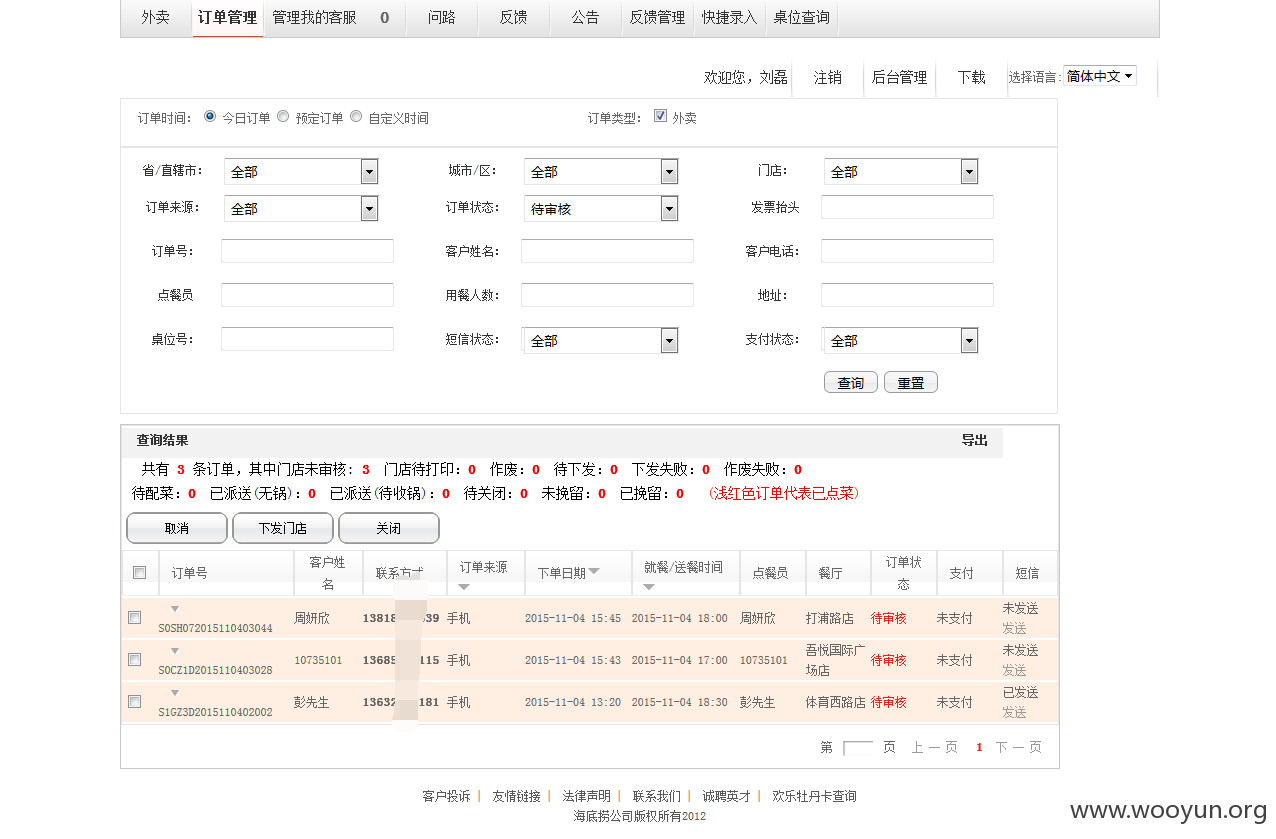 外卖 订单管理 管理我的客服 0 问路 反馈 公告 反馈管理 快捷录入 桌位查询
欢迎您，刘磊 注销 后台管理 下载 选择语言: 简体中文
订单时间： 今日订单 预定订单 自定义时间 订单类型： 外卖
省/直辖市： 全部 城市/区： 全部 门店： 全部
订单来源： 全部 订单状态： 待审核 发票抬头
订单号： 客户姓名： 客户电话：
点餐员 用餐人数： 地址：
桌位号： 短信状态： 全部 支付状态： 全部
查询 重置
查询结果 导出
共有 3 条订单，其中门店未审核: 3 门店待打印：0 作废：0 待下发：0 下发失败：0 作废失败：0
待配菜：0 已派送(无锅)：0 已派送(待收锅)：0 待关闭：0 未挽留：0 已挽留：0 (浅红色订单代表已点菜)
取消 下发门店 关闭
订单号 客户姓名 联系方式 订单来源 下单日期 就餐/送餐时间 点餐员 餐厅 订单状态 支付 短信
SOSH072015110403044 周妍欣 13818 639 手机 2015-11-04 15:45 2015-11-04 18:00 周妍欣 打浦路店 待审核 未支付 未发送 发送
SOCZ1D2015110403028 10735101 13685 115 手机 2015-11-04 15:43 2015-11-04 17:00 10735101 吾悦国际广场店 待审核 未支付 未发送 发送
S1GZ3D2015110402002 彭先生 13632 181 手机 2015-11-04 13:20 2015-11-04 18:30 彭先生 体育西路店 待审核 未支付 已发送 发送
第 页 上一页 1 下一页
客户投诉 | 友情链接 | 法律声明 | 联系我们 | 诚聘英才 | 欢乐牡丹卡查询
海底捞公司版权所有2012
www.wooyun.org